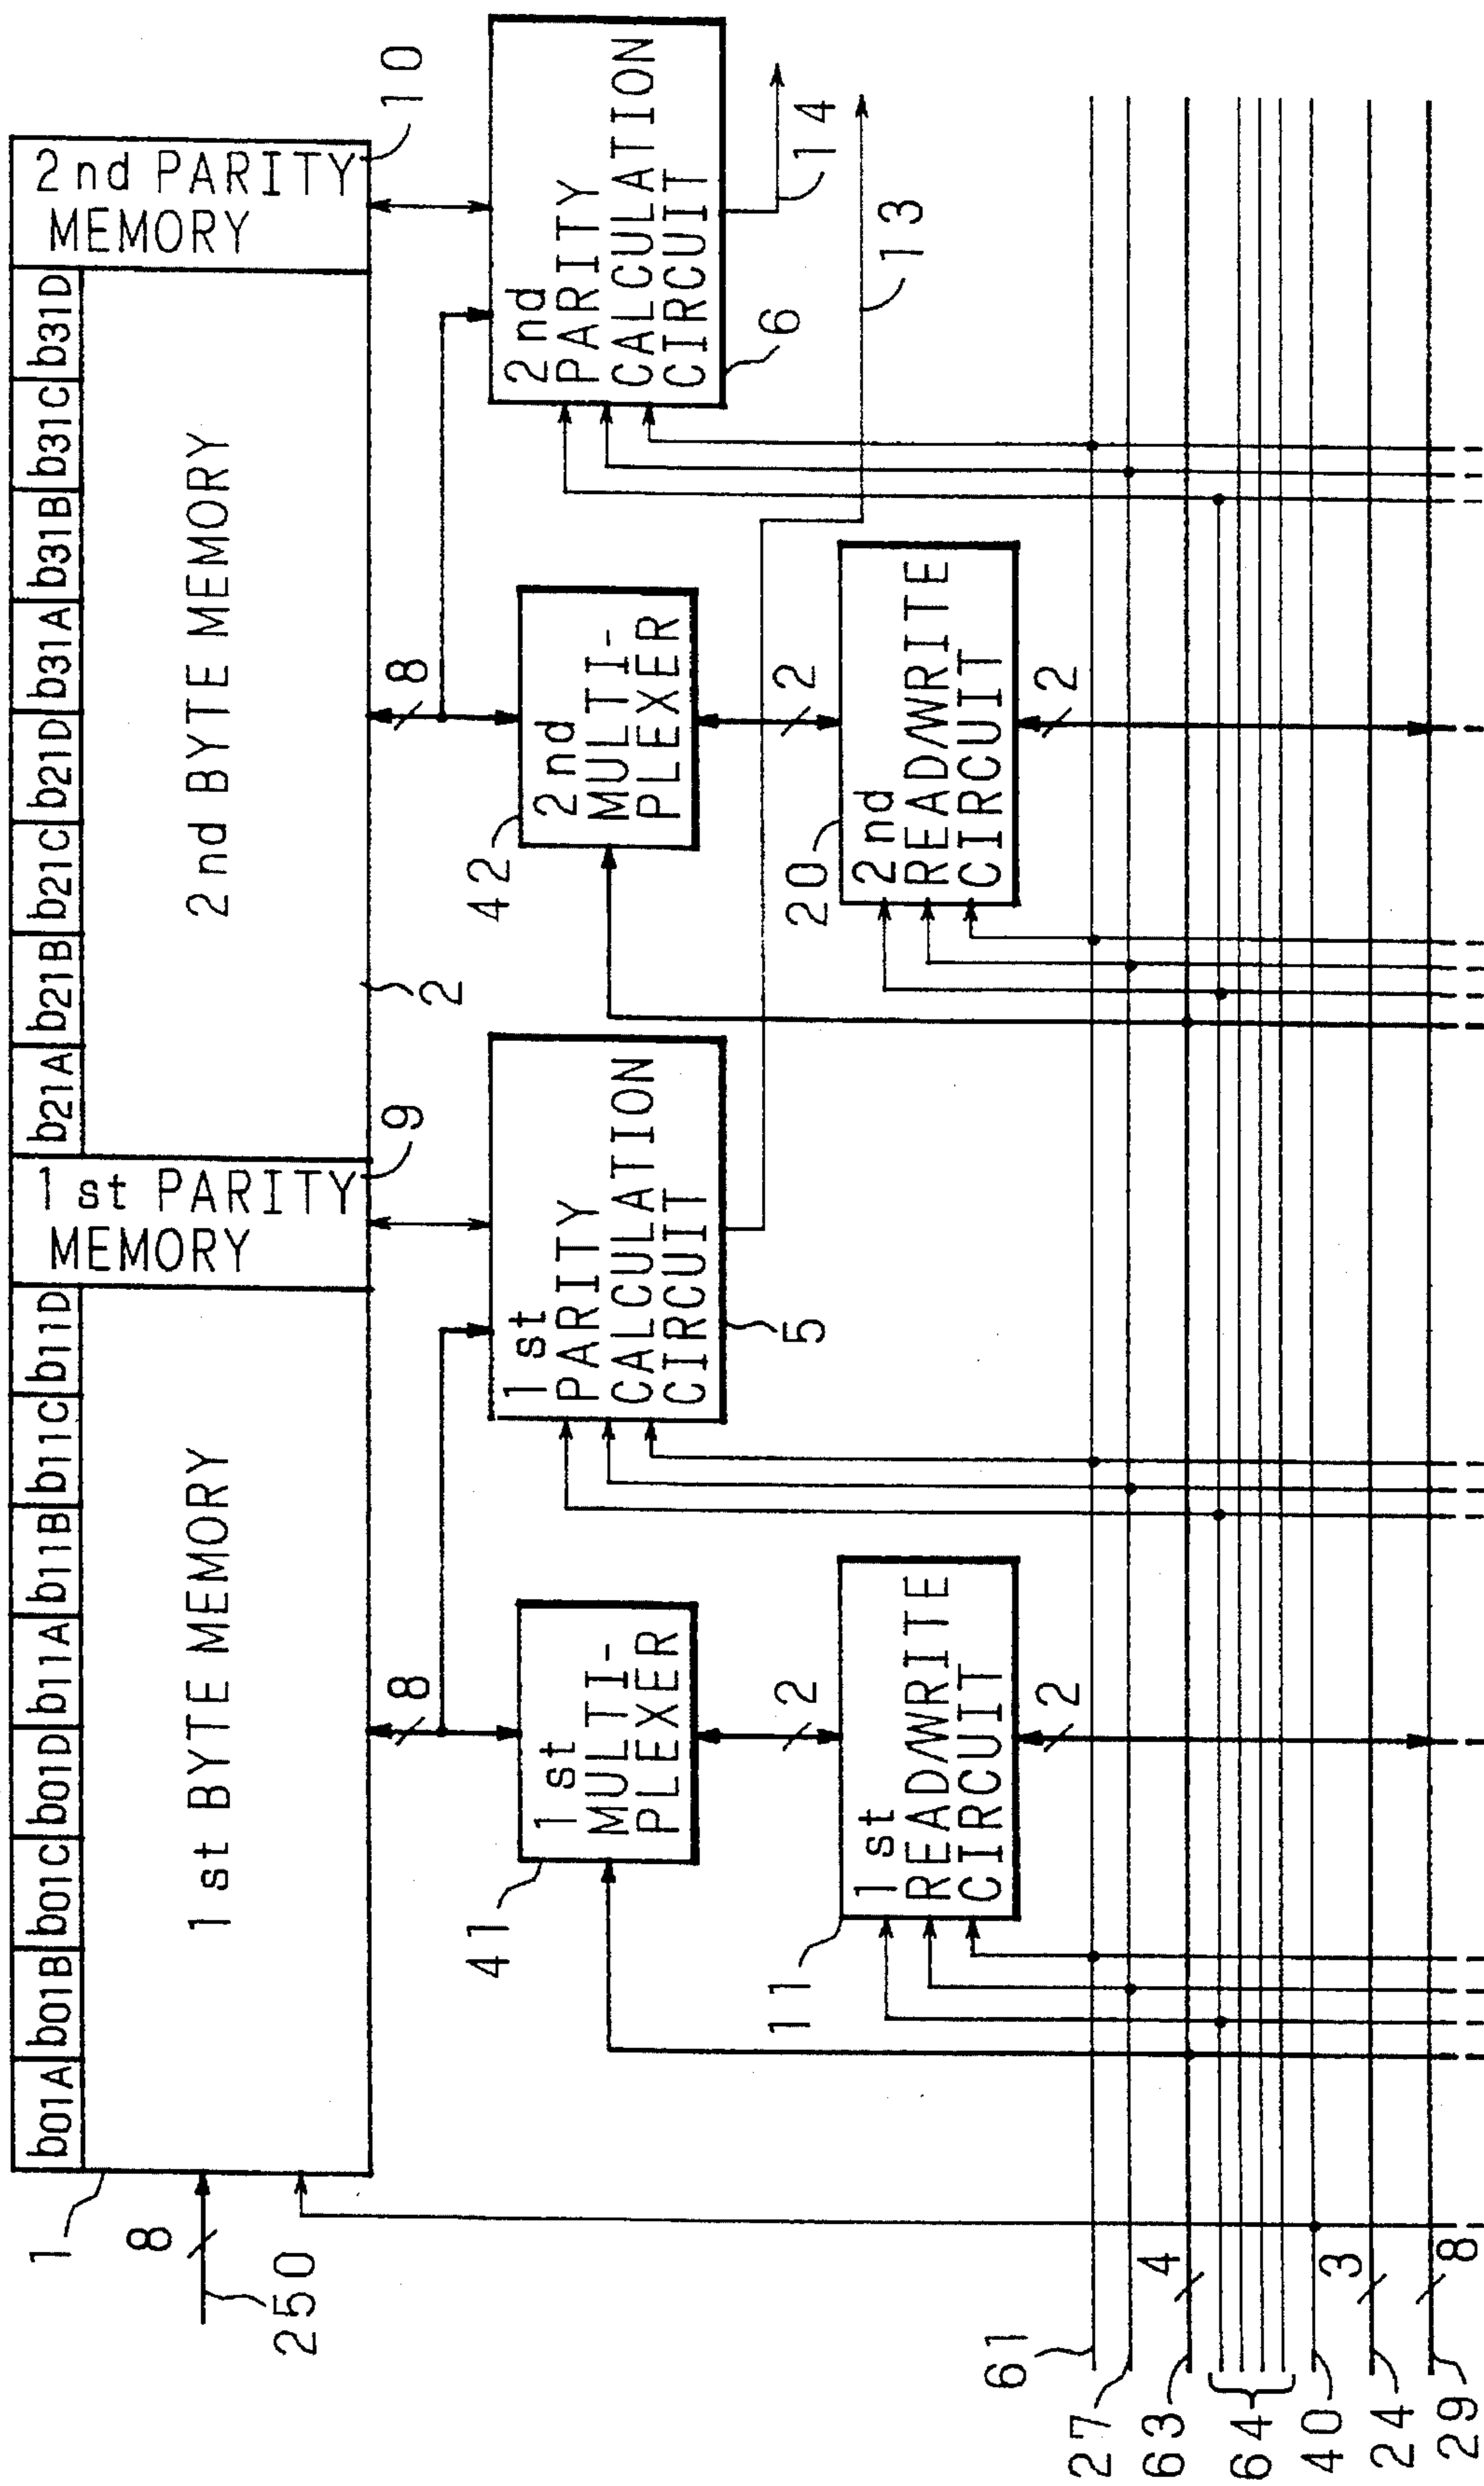 b01A b01B b01C b01D b11A b11B b11C b11D
1st PARITY
MEMORY
b21A b21B b21C b21D b31A b31B b31C b31D
2nd PARITY
MEMORY
1st BYTE MEMORY
2nd BYTE MEMORY
1
8
250
9
2
10
8
8
41
1st
MULTI-
PLEXER
1st
PARITY
CALCULATION
CIRCUIT
5
42
2nd
MULTI-
PLEXER
2nd
PARITY
CALCULATION
CIRCUIT
6
14
13
2
2
11
1st
READ/WRITE
CIRCUIT
20
2nd
READ/WRITE
CIRCUIT
2
2
61
27
63
4
64
40
24
3
29
8